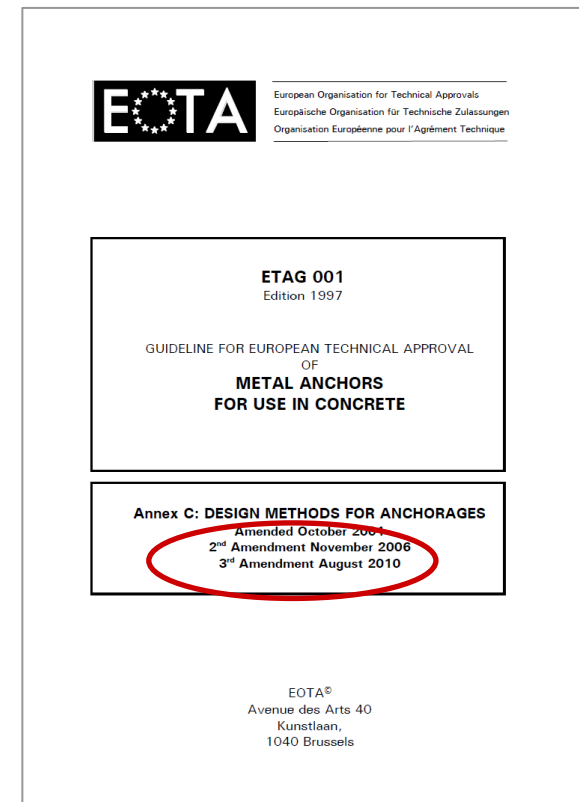 EOTA
European Organisation for Technical Approvals
Europäische Organisation für Technische Zulassungen
Organisation Européenne pour l'Agrément Technique
ETAG 001
Edition 1997
GUIDELINE FOR EUROPEAN TECHNICAL APPROVAL
OF
METAL ANCHORS
FOR USE IN CONCRETE
Annex C: DESIGN METHODS FOR ANCHORAGES
Amended October 2001
2nd Amendment November 2006
3rd Amendment August 2010
EOTA©
Avenue des Arts 40
Kunstlaan,
1040 Brussels